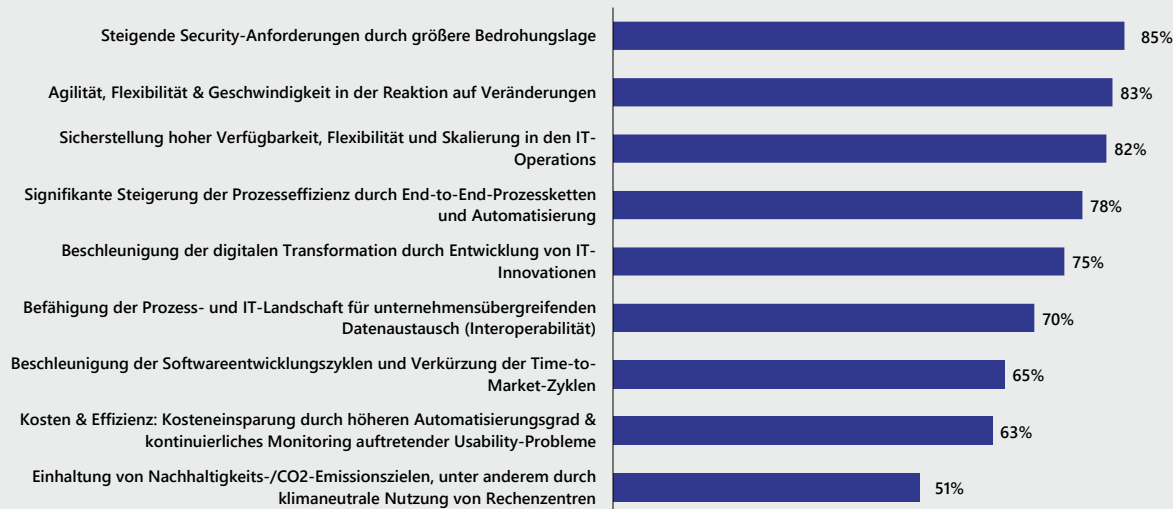 Steigende Security-Anforderungen durch größere Bedrohungslage
85%
Agilität, Flexibilität & Geschwindigkeit in der Reaktion auf Veränderungen
83%
Sicherstellung hoher Verfügbarkeit, Flexibilität und Skalierung in den IT-
Operations
82%
Signifikante Steigerung der Prozesseffizienz durch End-to-End-Prozessketten
und Automatisierung
78%
Beschleunigung der digitalen Transformation durch Entwicklung von IT-
Innovationen
75%
Befähigung der Prozess- und IT-Landschaft für unternehmensübergreifenden
Datenaustausch (Interoperabilität)
70%
Beschleunigung der Softwareentwicklungszyklen und Verkürzung der Time-to-
Market-Zyklen
65%
Kosten & Effizienz: Kosteneinsparung durch höheren Automatisierungsgrad &
kontinuierliches Monitoring auftretender Usability-Probleme
63%
Einhaltung von Nachhaltigkeits-/CO2-Emissionszielen, unter anderem durch
klimaneutrale Nutzung von Rechenzentren
51%